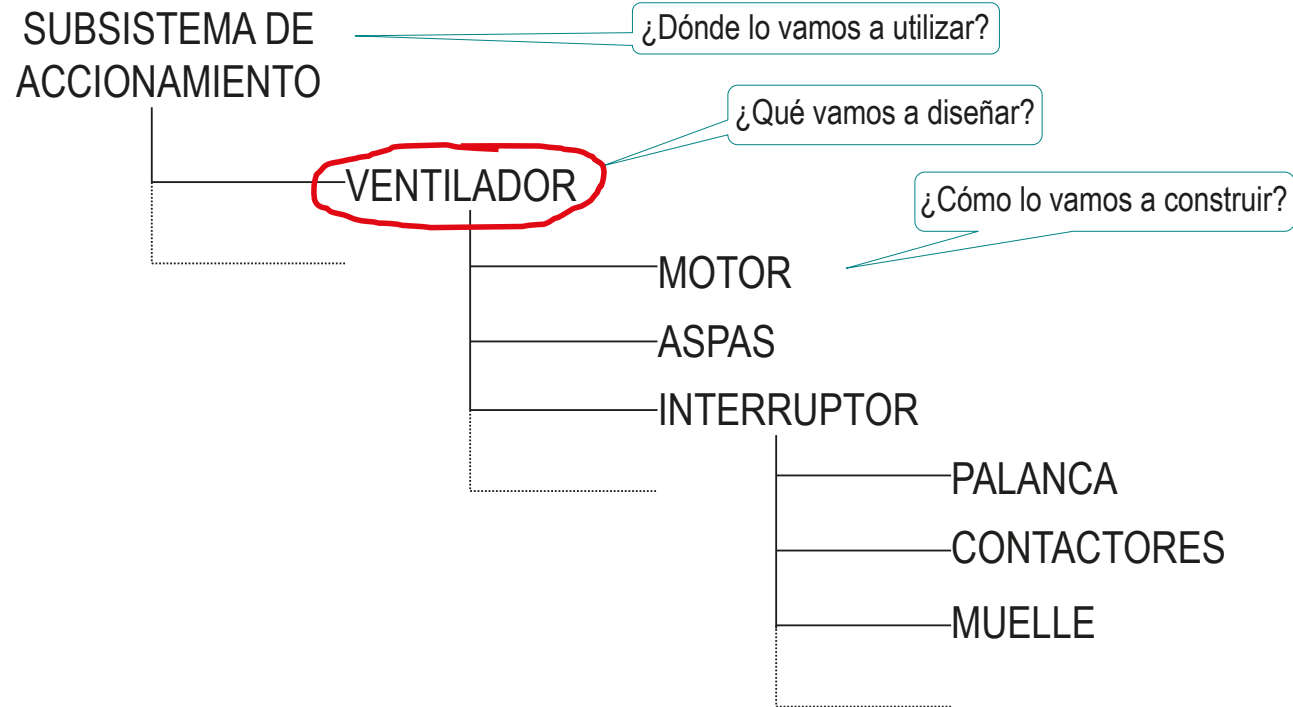 SUBSISTEMA DE
ACCIONAMIENTO
¿Dónde lo vamos a utilizar?
¿Qué vamos a diseñar?
VENTILADOR
¿Cómo lo vamos a construir?
MOTOR
ASPAS
INTERRUPTOR
PALANCA
CONTACTORES
MUELLE